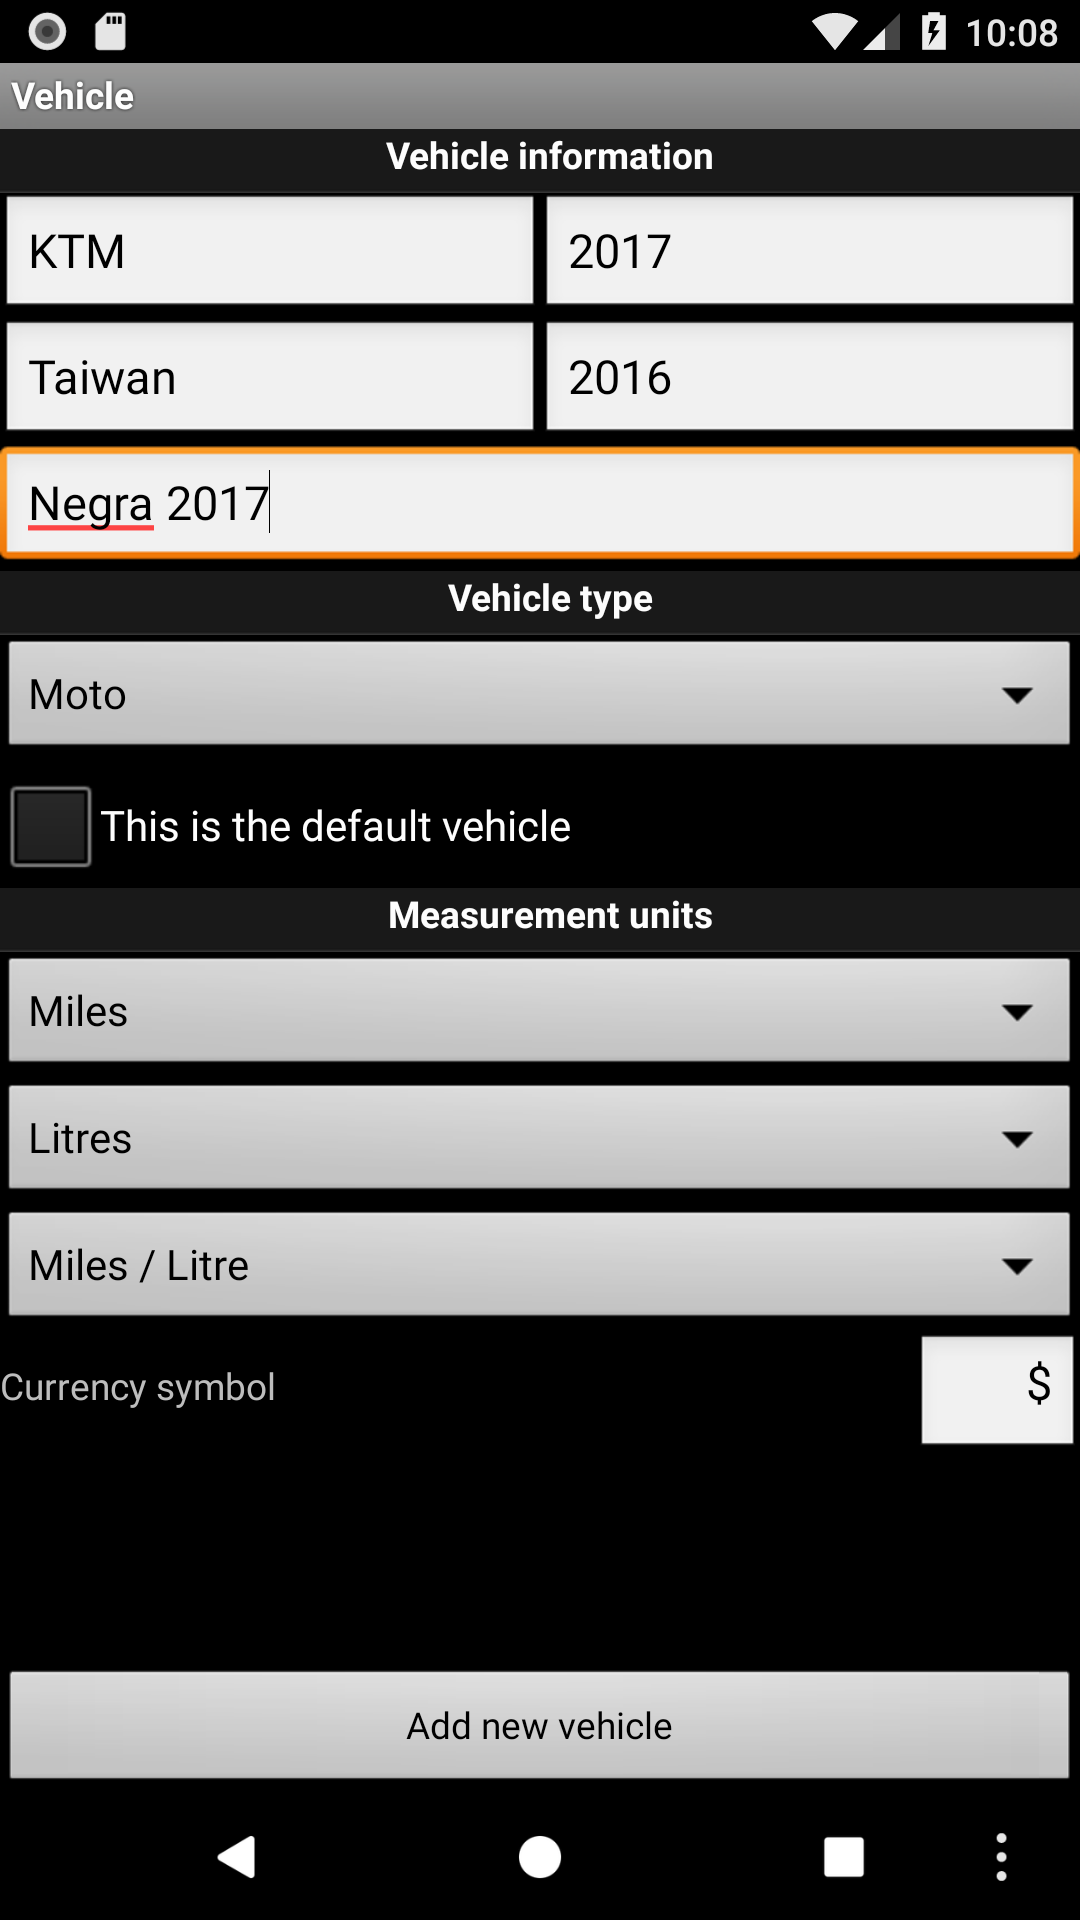 10:08
Vehicle
Vehicle information
KTM 2017
Taiwan 2016
Negra 2017
Vehicle type
Moto
This is the default vehicle
Measurement units
Miles
Litres
Miles / Litre
Currency symbol $
Add new vehicle